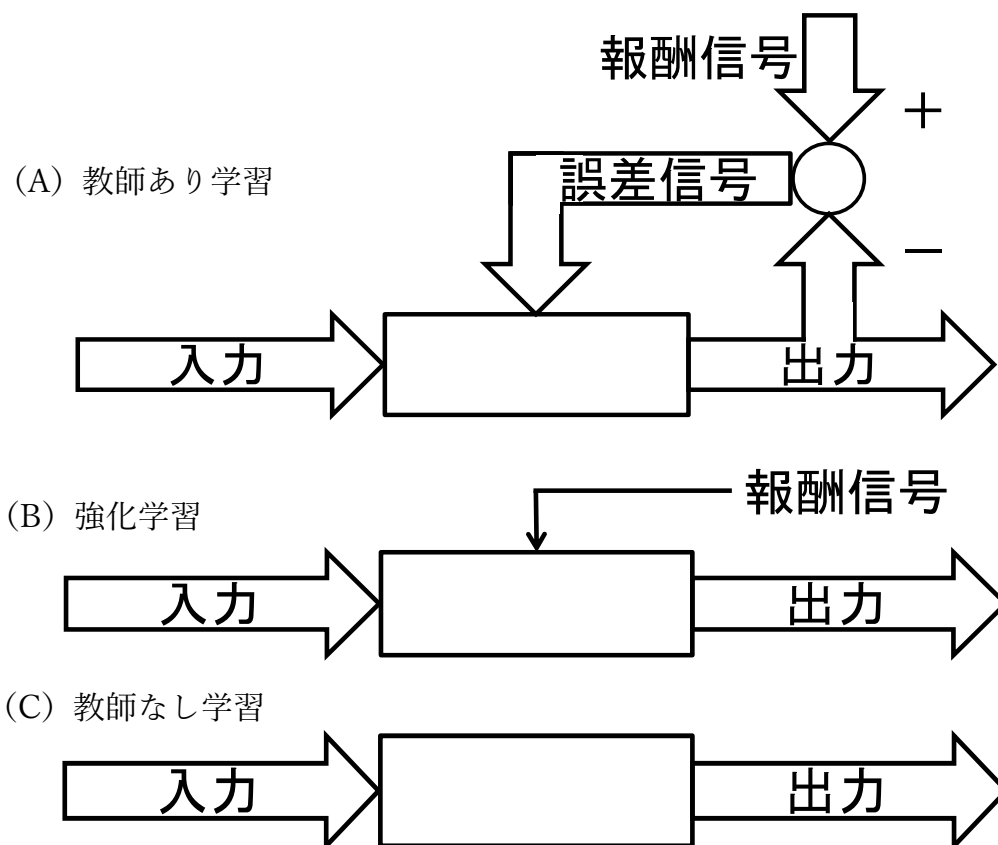 報酬信号
+
(A) 教師あり学習
誤差信号
−
入力
出力
報酬信号
(B) 強化学習
入力
出力
(C) 教師なし学習
入力
出力